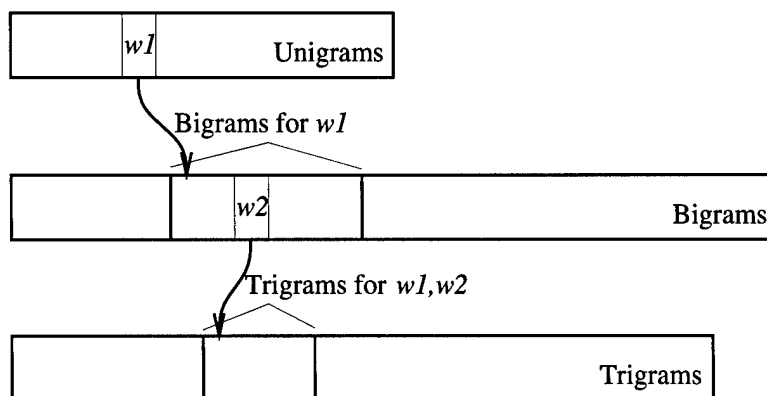 w1
Unigrams
Bigrams for w1
w2
Bigrams
Trigrams for w1,w2
Trigrams